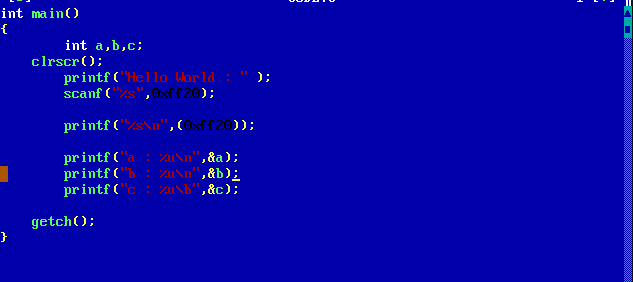 int main()
{
int a,b,c;
clrscr();
printf("Hello World : " );
scanf("%s",0xff20);
printf("%s\n",(0xff20));
printf("a : %u\n",&a);
printf("b : %u\n",&b);
printf("c : %u\b",&c);
getch();
}